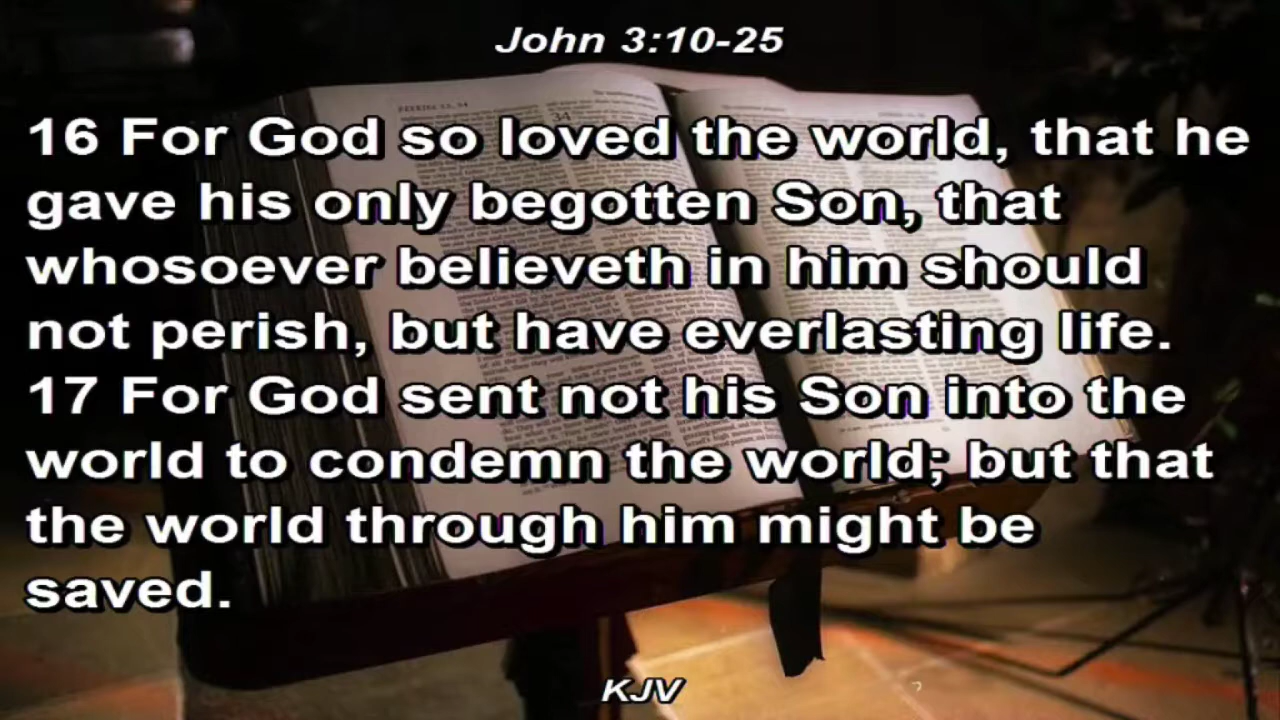 John 3:10-25
16 For God so loved the world, that he
gave his only begotten Son, that
whosoever believeth in him should
not perish, but have everlasting life.
17 For God sent not his Son into the
world to condemn the world; but that
the world through him might be
saved.
KJV